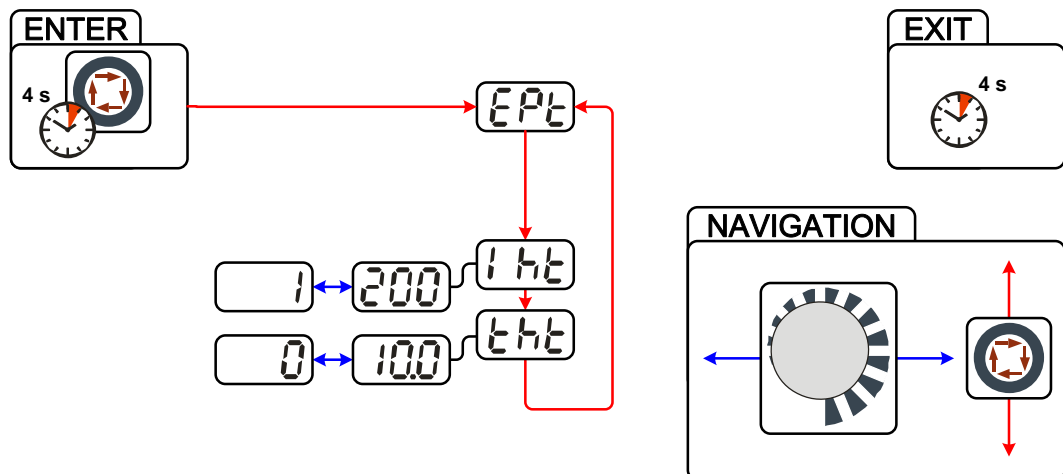 ENTER
4 s
EPt
EXIT
4 s
NAVIGATION
1
200
Iht
0
10.0
tht